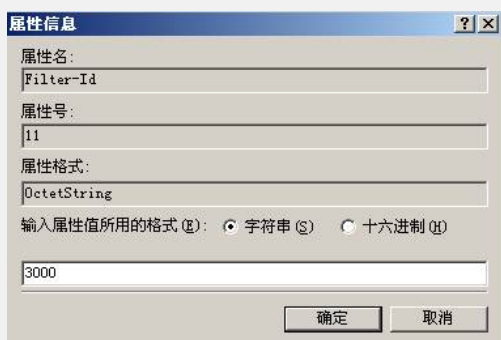 属性信息
属性名:
Filter-Id
属性号:
11
属性格式:
OctetString
输入属性值所用的格式(E): 字符串(S) 十六进制(H)
3000
确定 取消